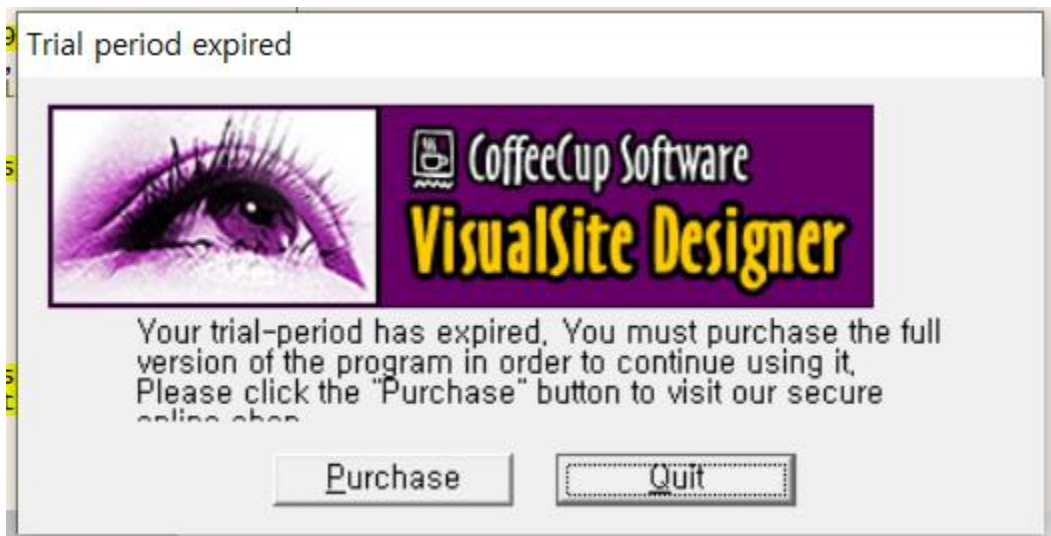 Trial period expired
CoffeeCup Software
VisualSite Designer
Your trial-period has expired, You must purchase the full
version of the program in order to continue using it,
Please click the "Purchase" button to visit our secure
Purchase
Quit